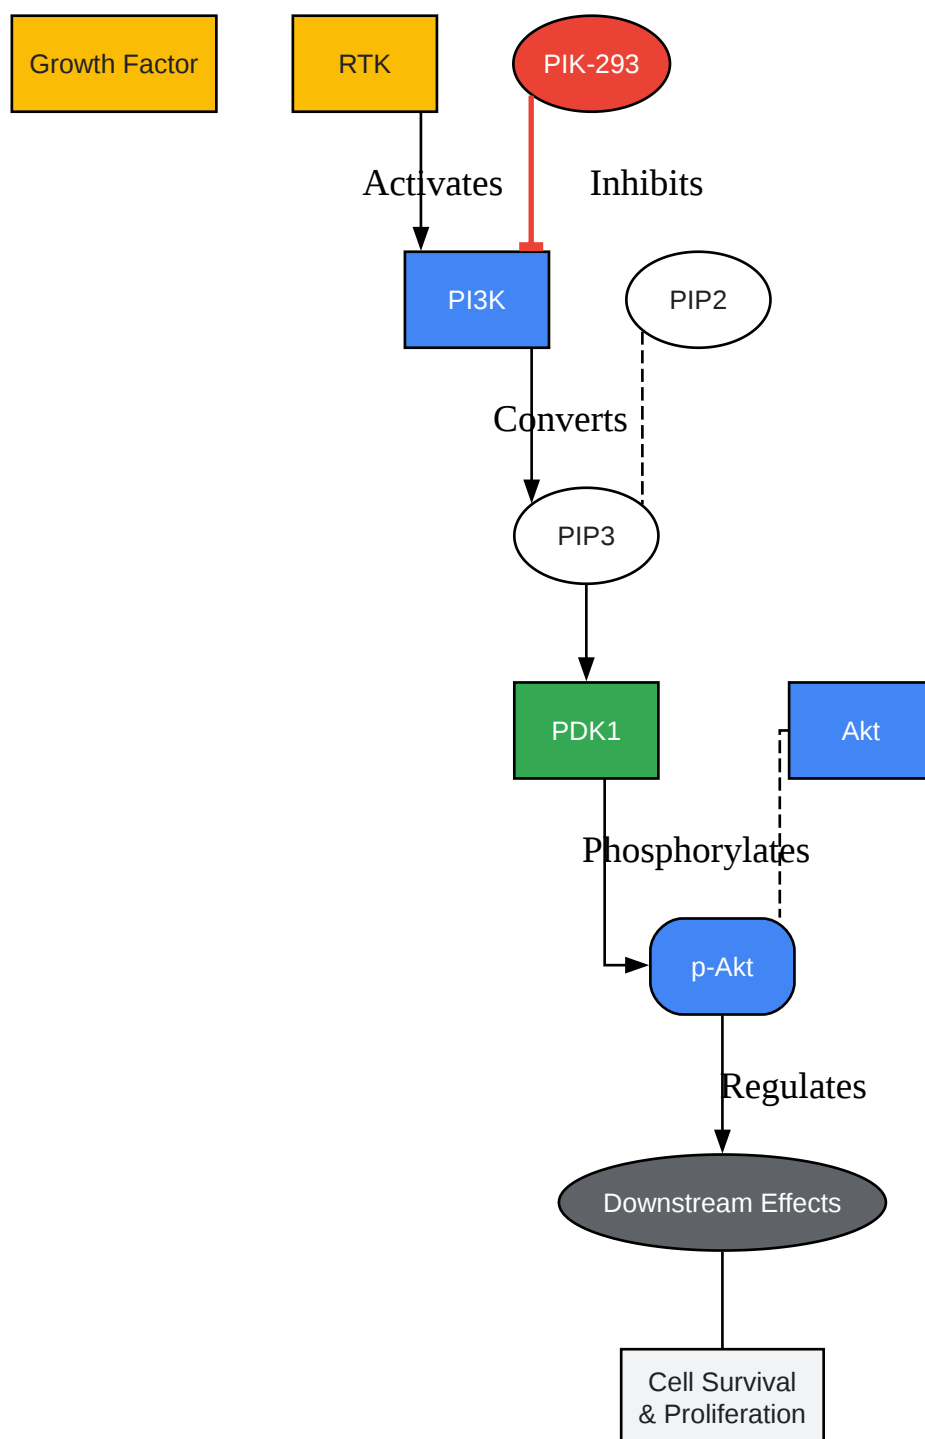 Growth Factor
RTK
PIK-293
Activates
Inhibits
PI3K
PIP2
Converts
PIP3
PDK1
Akt
Phosphorylates
p-Akt
Regulates
Downstream Effects
Cell Survival
& Proliferation